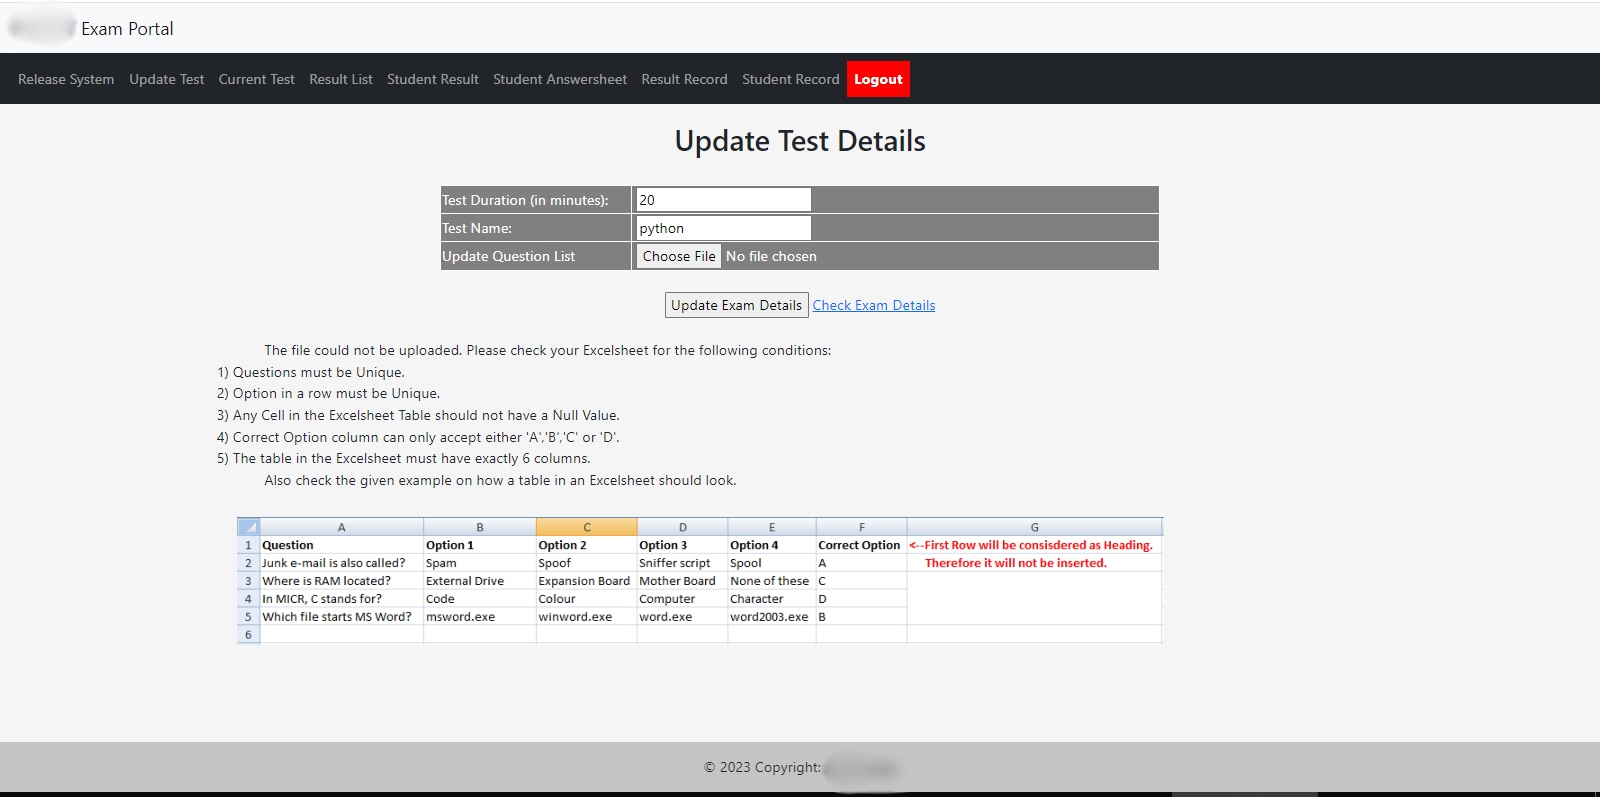 Exam Portal
Release System Update Test Current Test Result List Student Result Student Answersheet Result Record Student Record Logout
Update Test Details
Test Duration (in minutes): 20
Test Name: python
Update Question List Choose File No file chosen
Update Exam Details Check Exam Details
The file could not be uploaded. Please check your Excelsheet for the following conditions:
1) Questions must be Unique.
2) Option in a row must be Unique.
3) Any Cell in the Excelsheet Table should not have a Null Value.
4) Correct Option column can only accept either 'A','B','C' or 'D'.
5) The table in the Excelsheet must have exactly 6 columns.
Also check the given example on how a table in an Excelsheet should look.
A B C D E F G
1 Question Option 1 Option 2 Option 3 Option 4 Correct Option <--First Row will be consisdered as Heading.
2 Junk e-mail is also called? Spam Spoof Sniffer script Spool A Therefore it will not be inserted.
3 Where is RAM located? External Drive Expansion Board Mother Board None of these C
4 In MICR, C stands for? Code Colour Computer Character D
5 Which file starts MS Word? msword.exe winword.exe word.exe word2003.exe B
6
© 2023 Copyright: